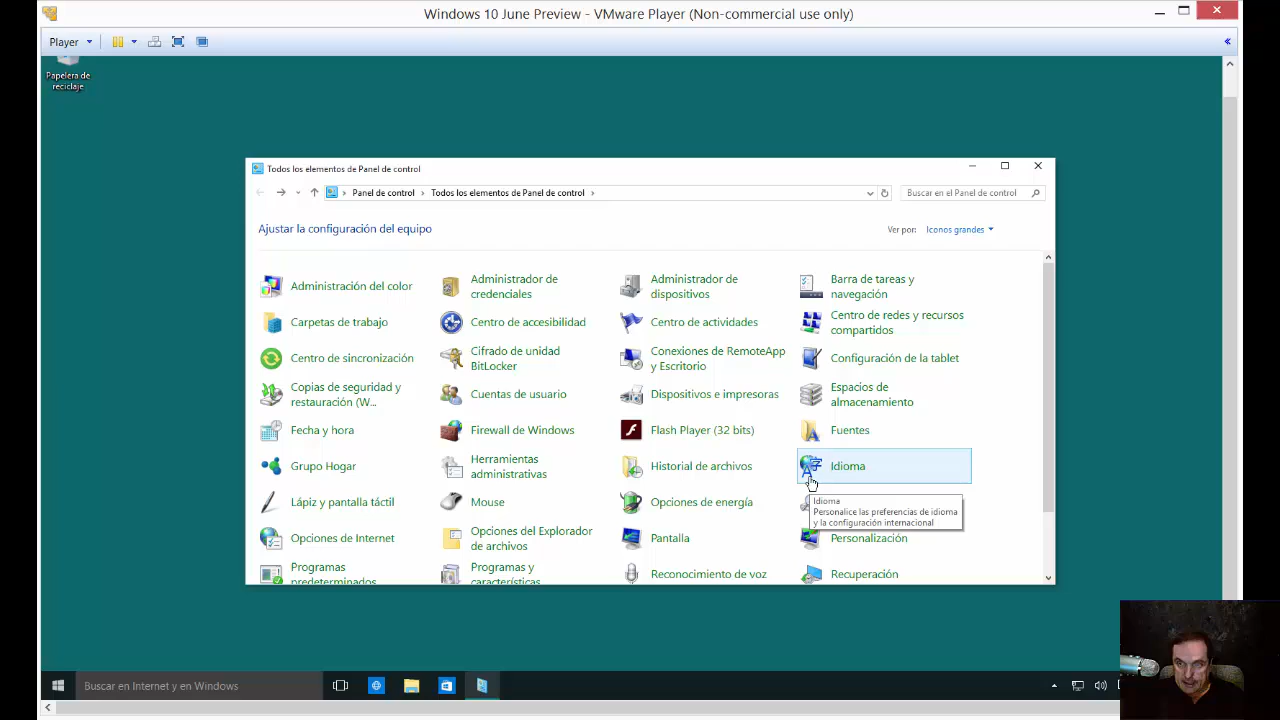 Windows 10 June Preview - VMware Player (Non-commercial use only)
Player
Papelera de
reciclaje
Todos los elementos de Panel de control
Panel de control
Todos los elementos de Panel de control
Buscar en el Panel de control
Ajustar la configuración del equipo
Ver por:
Iconos grandes
Administración del color
Administrador de
credenciales
Administrador de
dispositivos
Barra de tareas y
navegación
Carpetas de trabajo
Centro de accesibilidad
Centro de actividades
Centro de redes y recursos
compartidos
Centro de sincronización
Cifrado de unidad
BitLocker
Conexiones de RemoteApp
y Escritorio
Configuración de la tablet
Copias de seguridad y
restauración (W...
Cuentas de usuario
Dispositivos e impresoras
Espacios de
almacenamiento
Fecha y hora
Firewall de Windows
Flash Player (32 bits)
Fuentes
Grupo Hogar
Herramientas
administrativas
Historial de archivos
Idioma
Lápiz y pantalla táctil
Mouse
Opciones de energía
Idioma
Personalice las preferencias de idioma
y la configuración internacional
Opciones de Internet
Opciones del Explorador
de archivos
Pantalla
Personalización
Programas
predeterminados
Programas y
características
Reconocimiento de voz
Recuperación
Buscar en Internet y en Windows